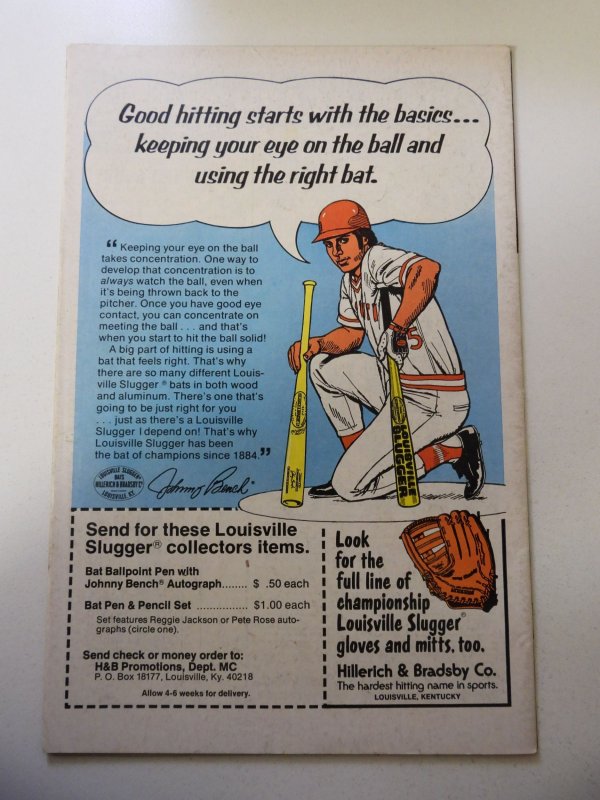 Good hitting starts with the basics...
keeping your eye on the ball and
using the right bat.
“Keeping your eye on the ball
takes concentration. One way to
develop that concentration is to
always watch the ball, even when
it's being thrown back to the
pitcher. Once you have good eye
contact, you can concentrate on
meeting the ball . . . and that's
when you start to hit the ball solid!
A big part of hitting is using a
bat that feels right. That's why
there are so many different Louis-
ville Slugger® bats in both wood
and aluminum. There's one that's
going to be just right for you
. . . just as there's a Louisville
Slugger I depend on! That's why
Louisville Slugger has been
the bat of champions since 1884.”
LOUISVILLE SLUGGER
BATS
HILLERICH & BRADSBY Co
LOUISVILLE, KY.
Johnny Bench
5
LOUISVILLE
SLUGGER
Send for these Louisville
Slugger® collectors items.
Bat Ballpoint Pen with
Johnny Bench® Autograph........ $ .50 each
Bat Pen & Pencil Set ............... $1.00 each
Set features Reggie Jackson or Pete Rose auto-
graphs (circle one).
Send check or money order to:
H&B Promotions, Dept. MC
P. O. Box 18177, Louisville, Ky. 40218
Allow 4-6 weeks for delivery.
Look
for the
full line of
championship
Louisville Slugger®
gloves and mitts, too.
Hillerich & Bradsby Co.
The hardest hitting name in sports.
LOUISVILLE, KENTUCKY